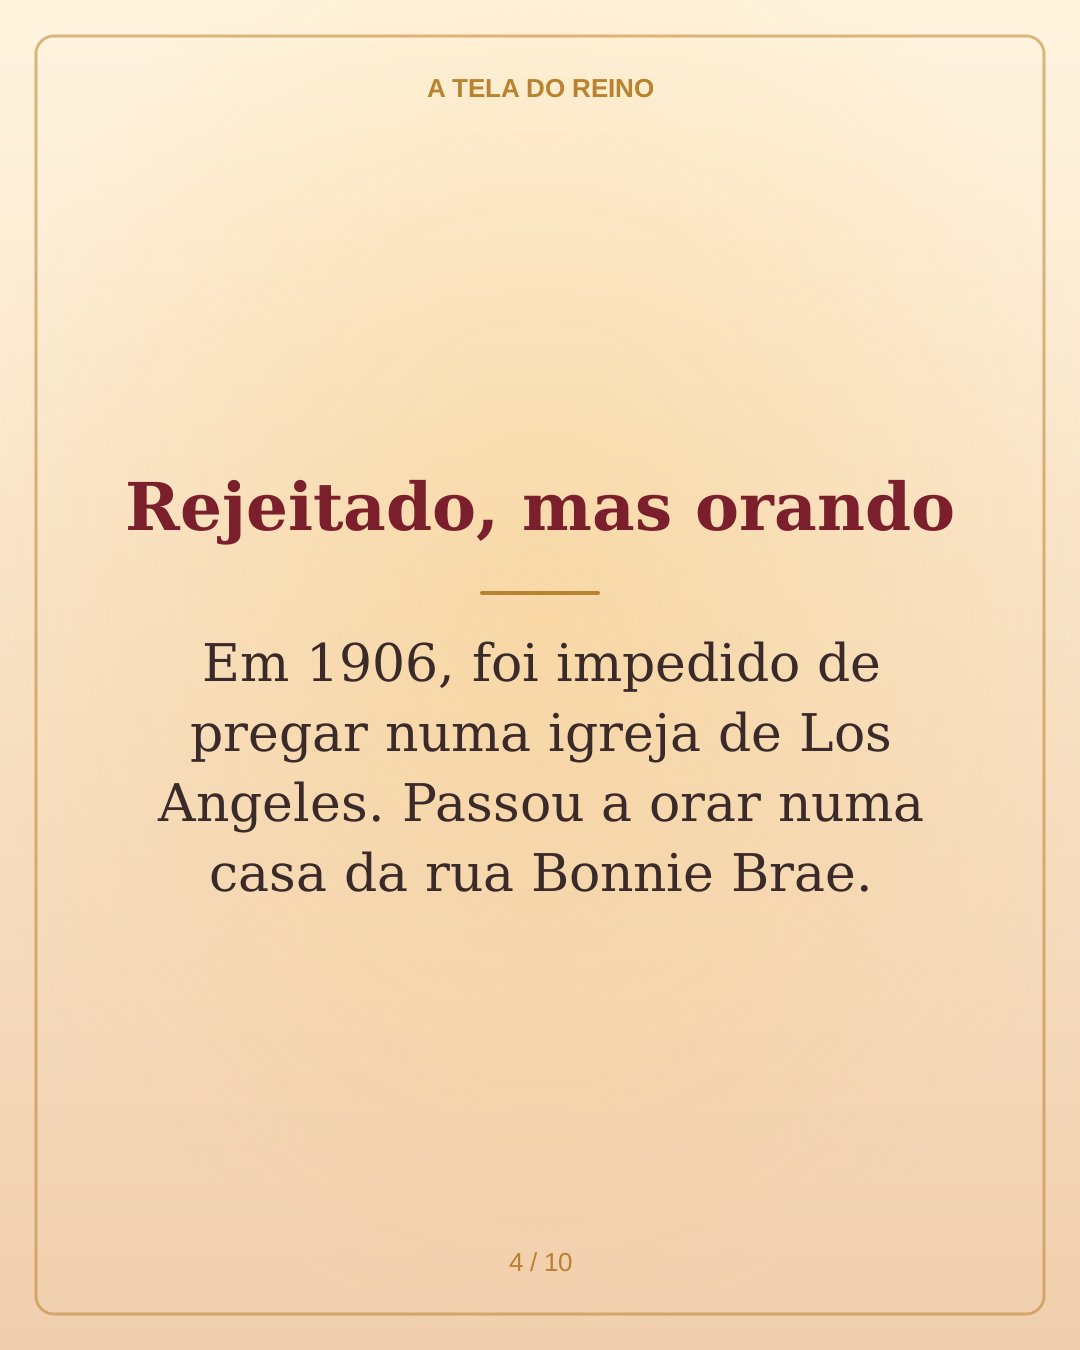 A TELA DO REINO
Rejeitado, mas orando
Em 1906, foi impedido de
pregar numa igreja de Los
Angeles. Passou a orar numa
casa da rua Bonnie Brae.
4 / 10